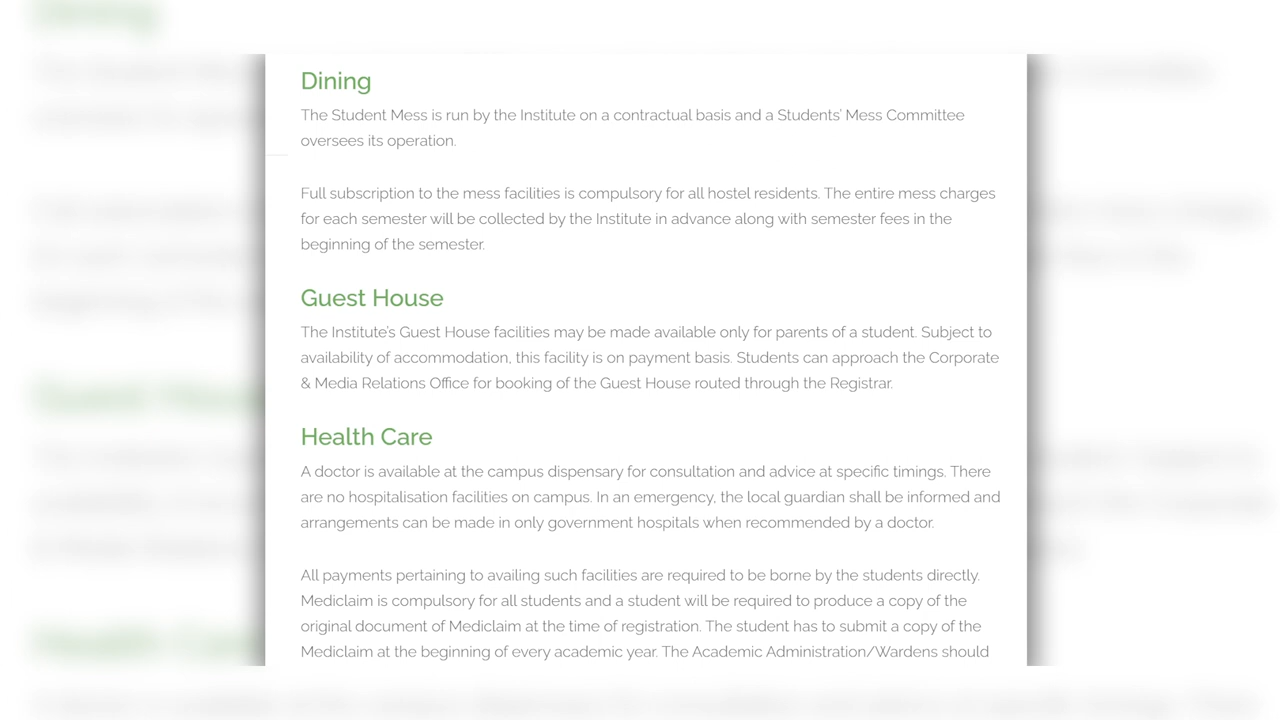 Dining
The Student Mess is run by the Institute on a contractual basis and a Students' Mess Committee
oversees its operation.
Full subscription to the mess facilities is compulsory for all hostel residents. The entire mess charges
for each semester will be collected by the Institute in advance along with semester fees in the
beginning of the semester.
Guest House
The Institute's Guest House facilities may be made available only for parents of a student. Subject to
availability of accommodation, this facility is on payment basis. Students can approach the Corporate
& Media Relations Office for booking of the Guest House routed through the Registrar.
Health Care
A doctor is available at the campus dispensary for consultation and advice at specific timings. There
are no hospitalisation facilities on campus. In an emergency, the local guardian shall be informed and
arrangements can be made in only government hospitals when recommended by a doctor.
All payments pertaining to availing such facilities are required to be borne by the students directly.
Mediclaim is compulsory for all students and a student will be required to produce a copy of the
original document of Mediclaim at the time of registration. The student has to submit a copy of the
Mediclaim at the beginning of every academic year. The Academic Administration/Wardens should